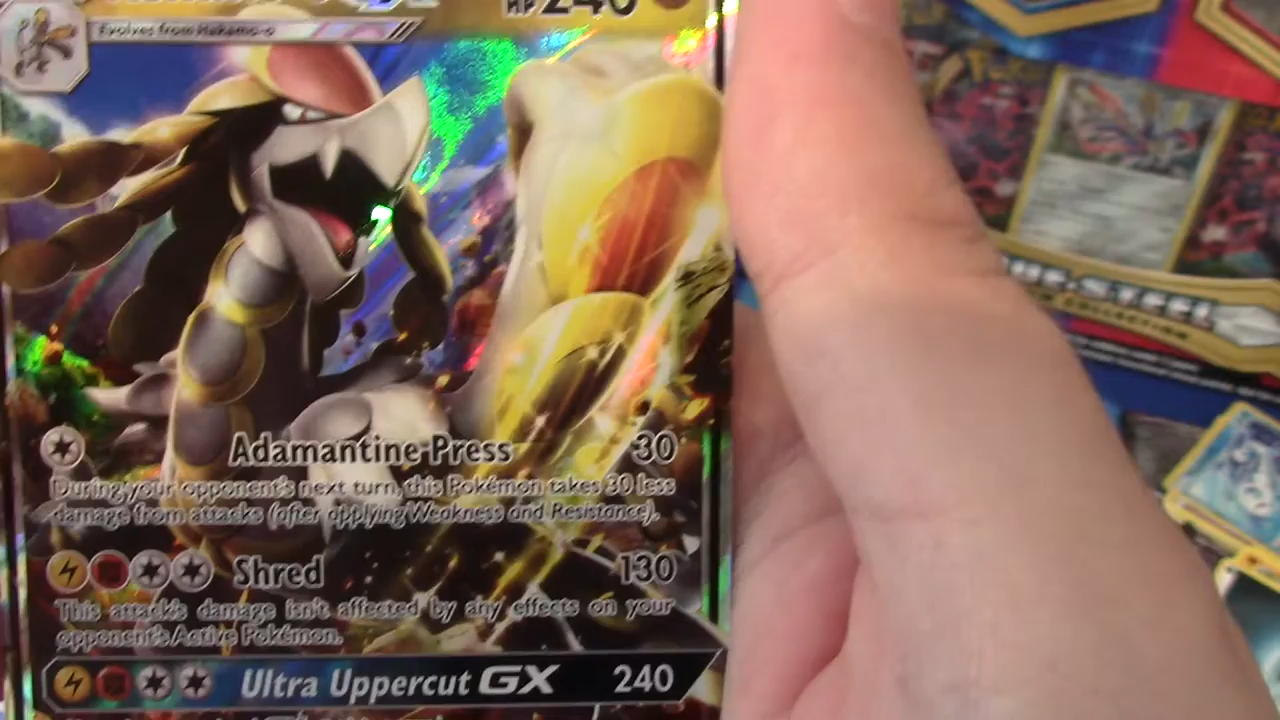 HP240
Evolves from Hakamo-o
Adamantine Press 30
During your opponent's next turn, this Pokémon takes 30 less
damage from attacks (after applying Weakness and Resistance).
Shred 130
This attack's damage isn't affected by any effects on your
opponent's Active Pokémon.
Ultra Uppercut GX 240
COLLECTION